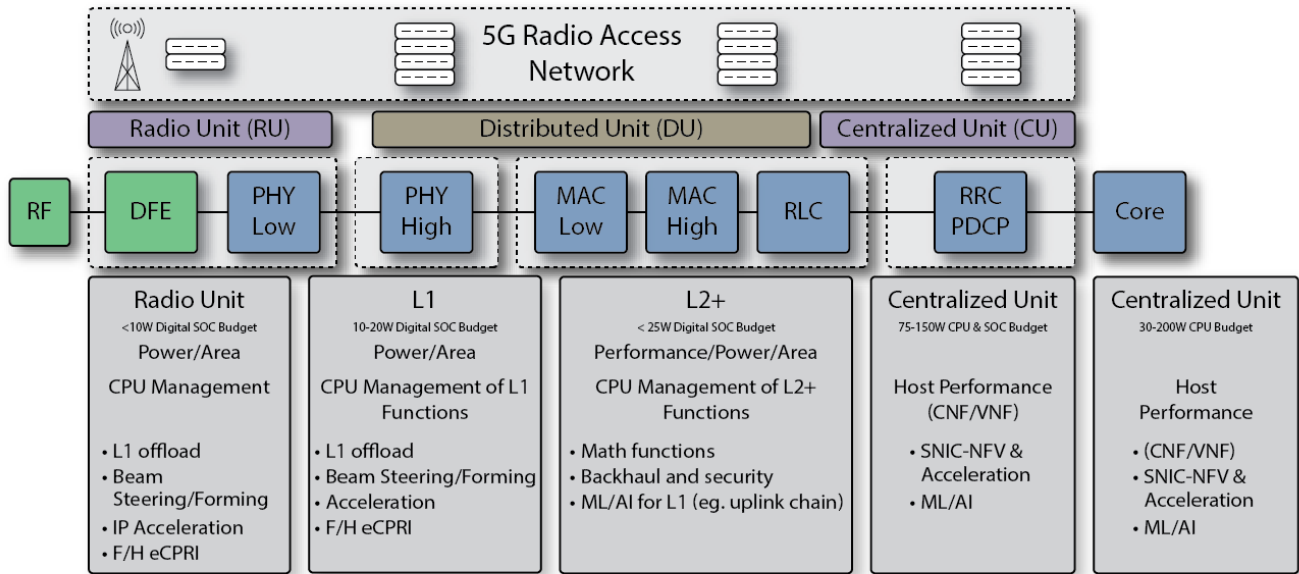 5G Radio Access
Network
Radio Unit (RU)
Distributed Unit (DU)
Centralized Unit (CU)
RF
DFE
PHY
Low
PHY
High
MAC
Low
MAC
High
RLC
RRC
PDCP
Core
Radio Unit
<10W Digital SOC Budget
Power/Area
CPU Management
• L1 offload
• Beam
Steering/Forming
• IP Acceleration
• F/H eCPRI
L1
10-20W Digital SOC Budget
Power/Area
CPU Management of L1
Functions
• L1 offload
• Beam Steering/Forming
• Acceleration
• F/H eCPRI
L2+
< 25W Digital SOC Budget
Performance/Power/Area
CPU Management of L2+
Functions
• Math functions
• Backhaul and security
• ML/AI for L1 (eg. uplink chain)
Centralized Unit
75-150W CPU & SOC Budget
Host Performance
(CNF/VNF)
• SNIC-NFV &
Acceleration
• ML/AI
Centralized Unit
30-200W CPU Budget
Host
Performance
• (CNF/VNF)
• SNIC-NFV &
Acceleration
• ML/AI